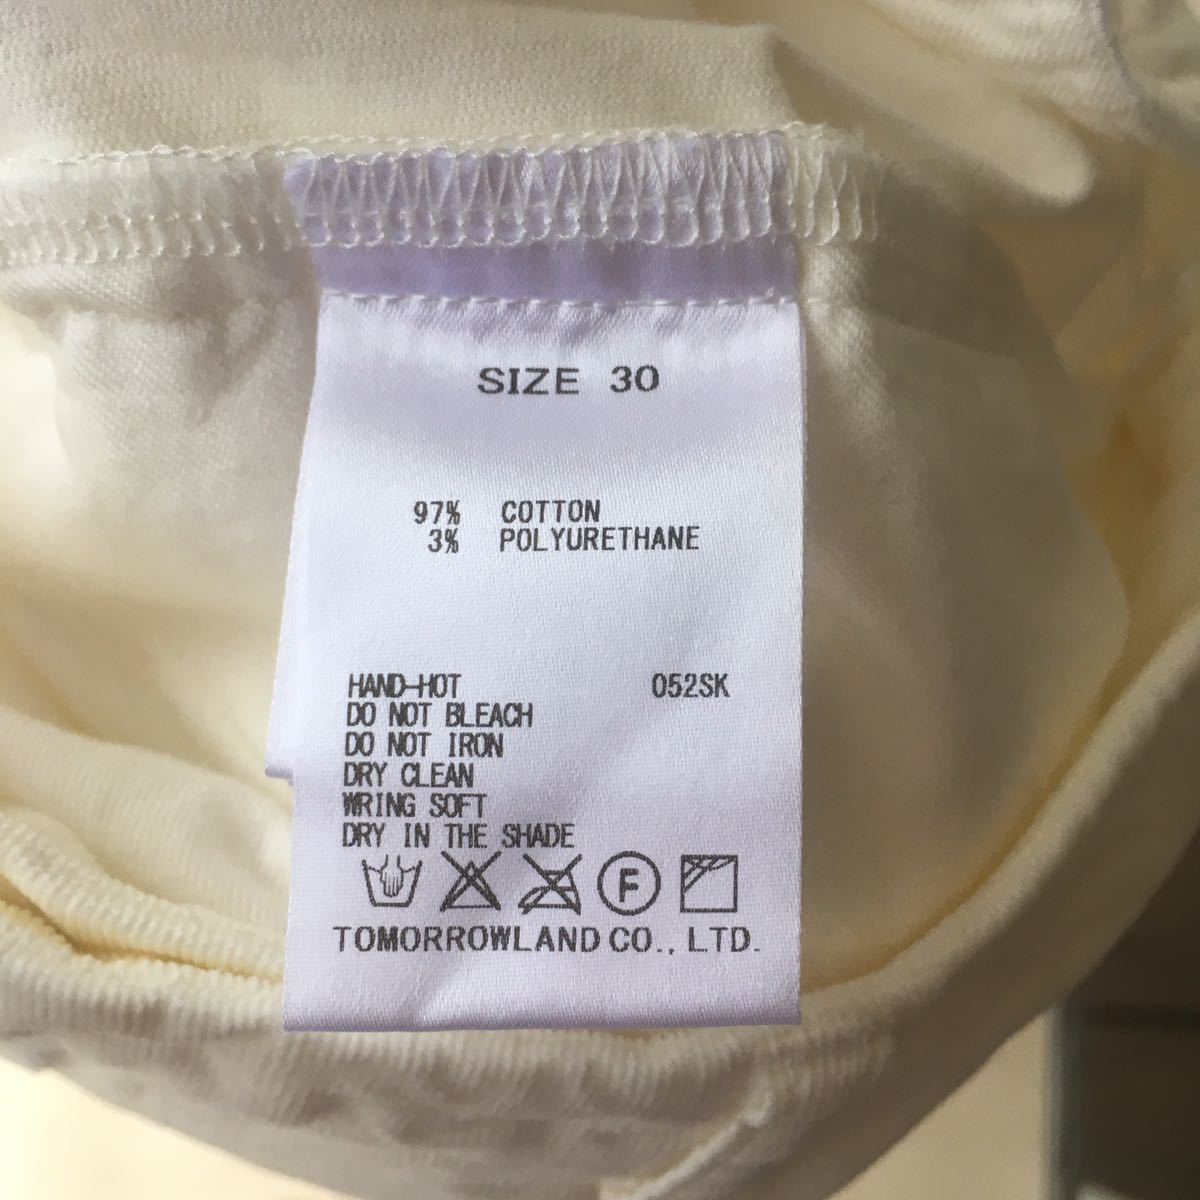 SIZE 30
97% COTTON
3% POLYURETHANE
HAND-HOT 052SK
DO NOT BLEACH
DO NOT IRON
DRY CLEAN
WRING SOFT
DRY IN THE SHADE
F
TOMORROWLAND CO., LTD.